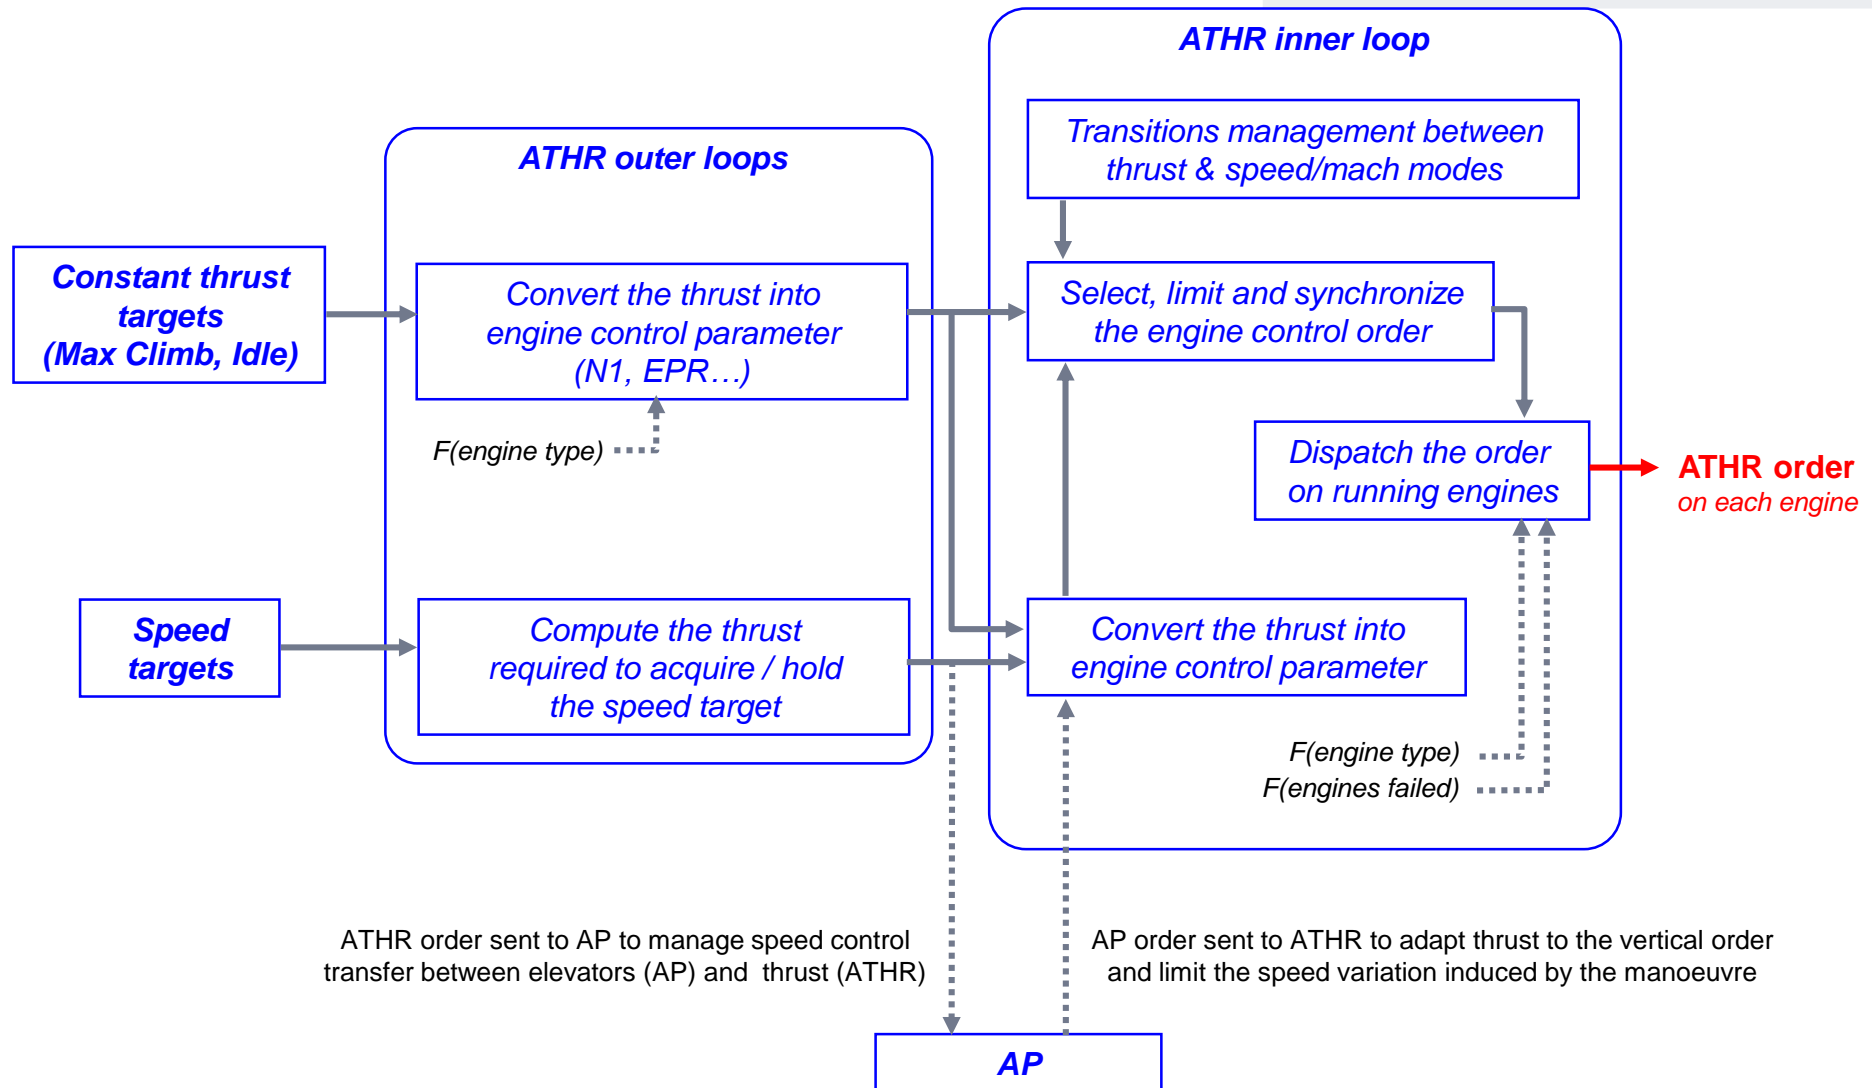 ATHR inner loop
Transitions management between
thrust & speed/mach modes
ATHR outer loops
Constant thrust
targets
(Max Climb, Idle)
Convert the thrust into
engine control parameter
(N1, EPR…)
Select, limit and synchronize
the engine control order
F(engine type)
Dispatch the order
on running engines
ATHR order
on each engine
Speed
targets
Compute the thrust
required to acquire / hold
the speed target
Convert the thrust into
engine control parameter
F(engine type)
F(engines failed)
ATHR order sent to AP to manage speed control
transfer between elevators (AP) and thrust (ATHR)
AP order sent to ATHR to adapt thrust to the vertical order
and limit the speed variation induced by the manoeuvre
AP